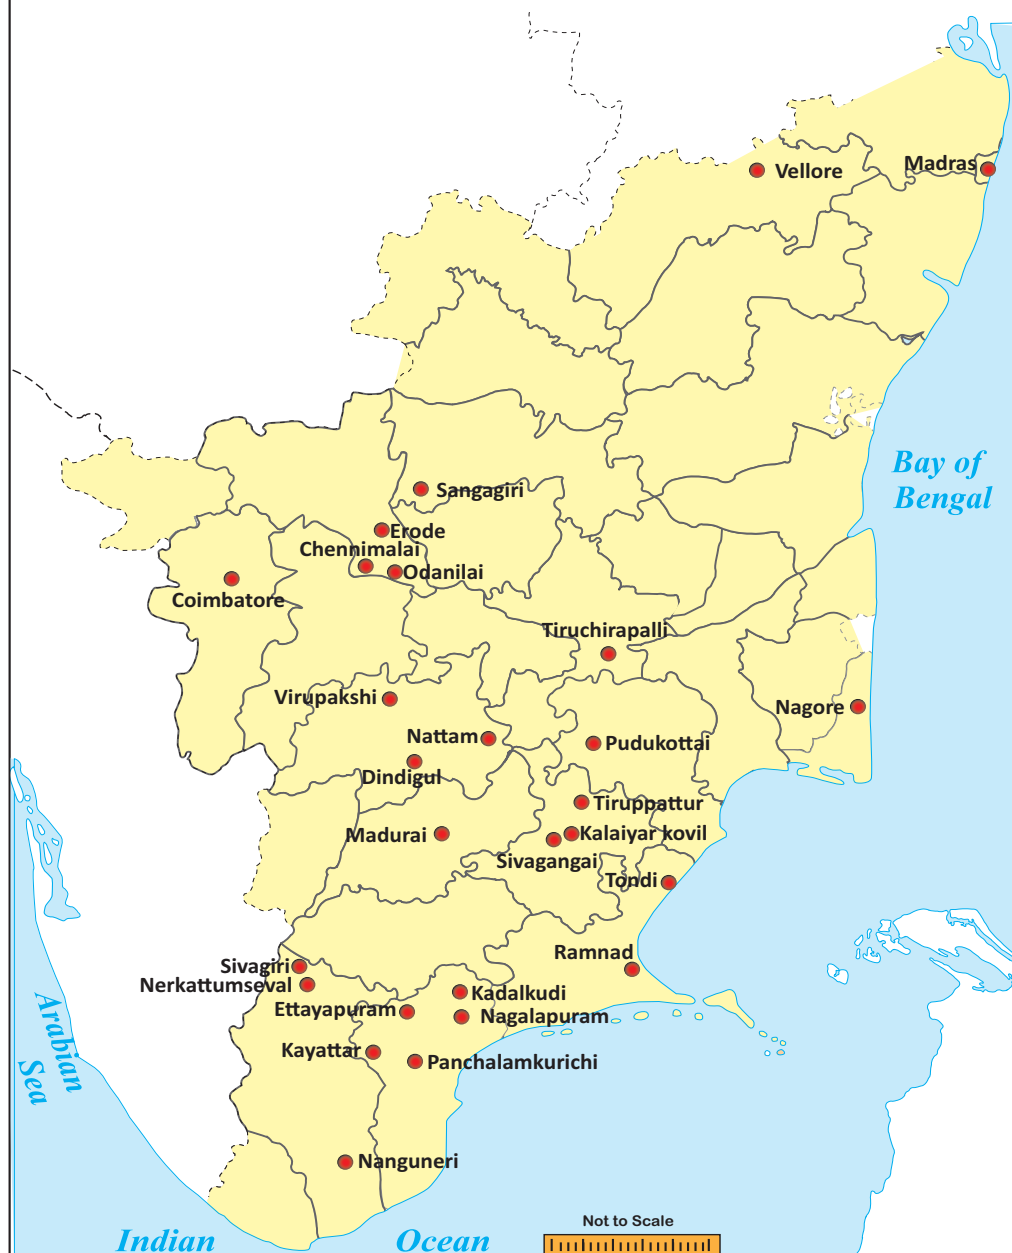 Vellore
Madras
Bay of
Bengal
Sangagiri
Erode
Chennimalai
Odanilai
Coimbatore
Tiruchirapalli
Virupakshi
Nagore
Nattam
Pudukottai
Dindigul
Tiruppattur
Madurai
Kalaiyar kovil
Sivagangai
Tondi
Ramnad
Sivagiri
Nerkattumseval
Kadalkudi
Ettayapuram
Nagalapuram
Arabian
Sea
Kayattar
Panchalamkurichi
Nanguneri
Not to Scale
Indian Ocean